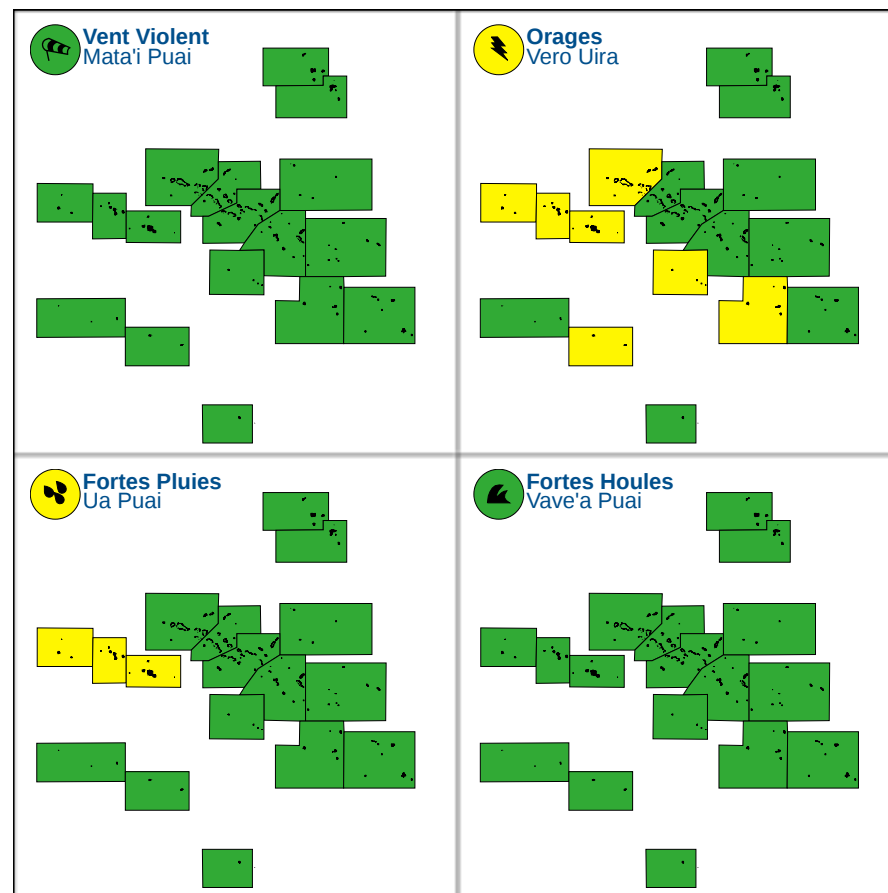 Vent Violent
Mata'i Puai
Orages
Vero Uira
Fortes Pluies
Ua Puai
Fortes Houles
Vave'a Puai